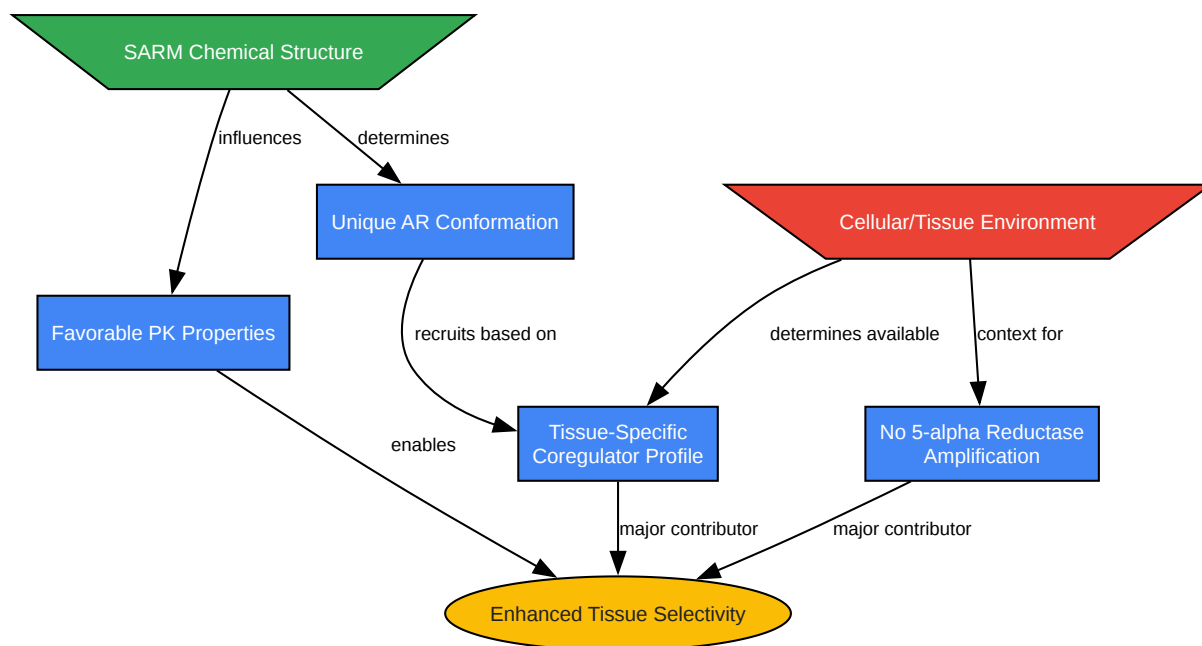 SARM Chemical Structure
influences
determines
Unique AR Conformation
Cellular/Tissue Environment
Favorable PK Properties
recruits based on
determines available
context for
Tissue-Specific
Coregulator Profile
No 5-alpha Reductase
Amplification
enables
major contributor
major contributor
Enhanced Tissue Selectivity